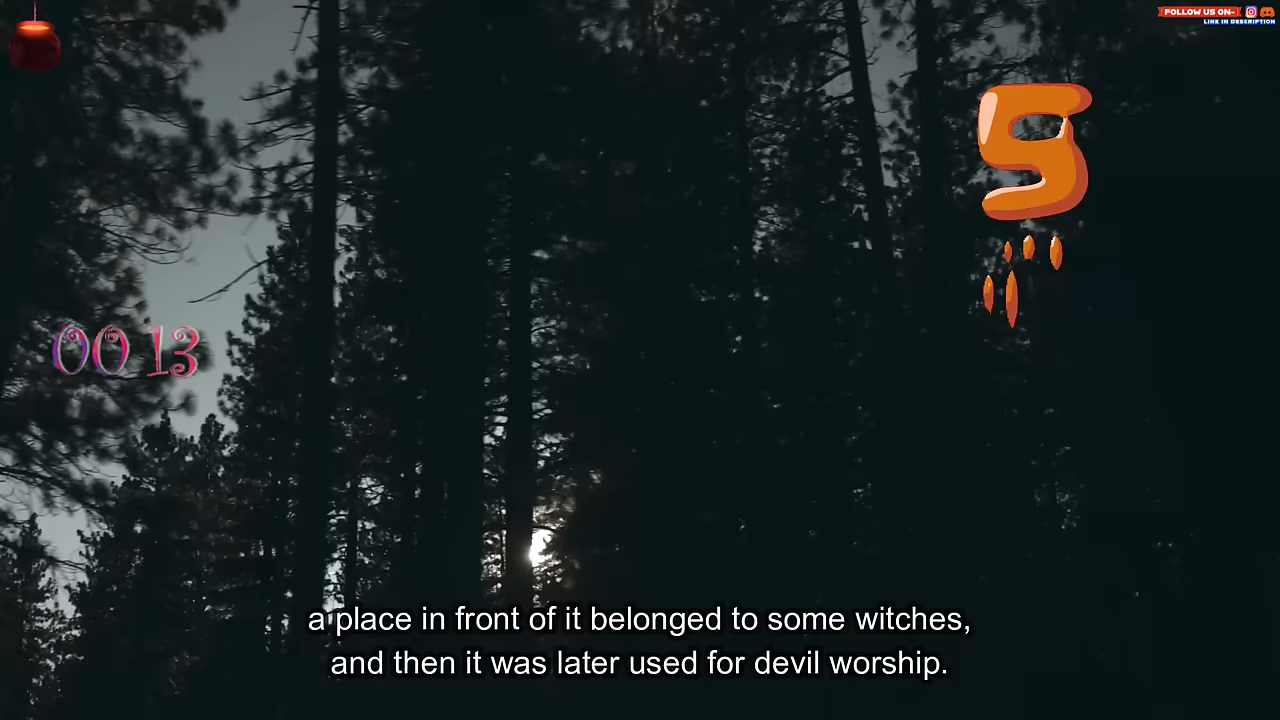 FOLLOW US ON-
LINK IN DESCRIPTION
5
00 13
a place in front of it belonged to some witches,
and then it was later used for devil worship.